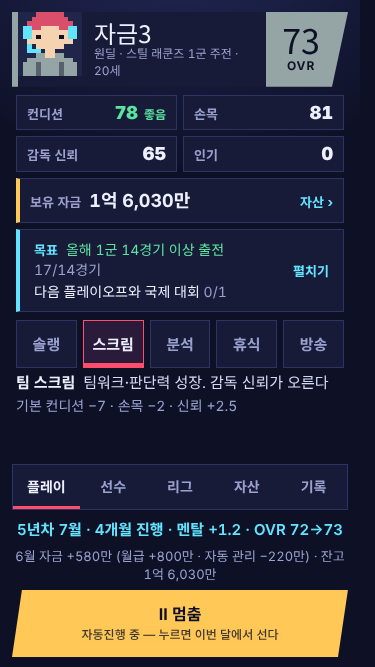 자금3
원딜 · 스틸 래쿤즈 1군 주전 ·
20세
73
OVR
컨디션 78 좋음
손목 81
감독 신뢰 65
인기 0
보유 자금 1억 6,030만 자산 ›
목표 올해 1군 14경기 이상 출전
17/14경기
펼치기
다음 플레이오프와 국제 대회 0/1
솔랭 스크림 분석 휴식 방송
팀 스크림 팀워크·판단력 성장. 감독 신뢰가 오른다
기본 컨디션 −7 · 손목 −2 · 신뢰 +2.5
플레이 선수 리그 자산 기록
5년차 7월 · 4개월 진행 · 멘탈 +1.2 · OVR 72→73
6월 자금 +580만 (월급 +800만 · 자동 관리 −220만) · 잔고
1억 6,030만
II 멈춤
자동진행 중 — 누르면 이번 달에서 선다